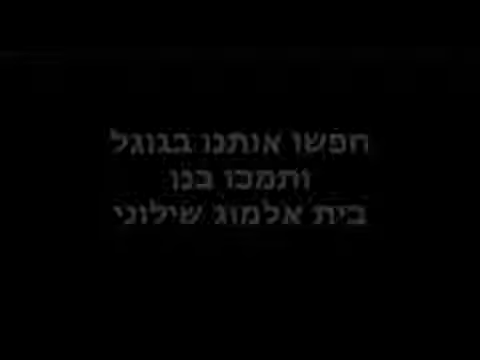 חפשו אותנו בגוגל
ותמכו בנו
בית אלמוג שילוני